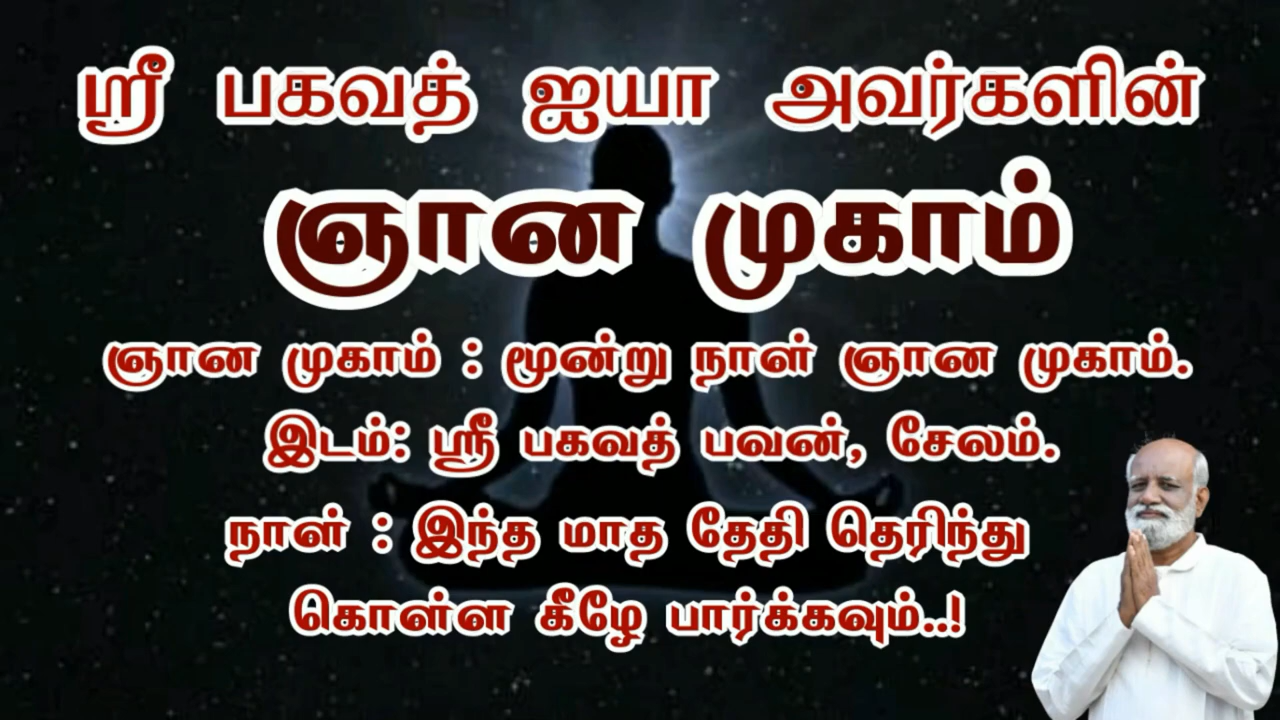 ஸ்ரீ பகவத் ஐயா அவர்களின்
ஞான முகாம்
ஞான முகாம் : மூன்று நாள் ஞான முகாம்.
இடம்: ஸ்ரீ பகவத் பவன், சேலம்.
நாள் : இந்த மாத தேதி தெரிந்து
கொள்ள கீழே பார்க்கவும்..!